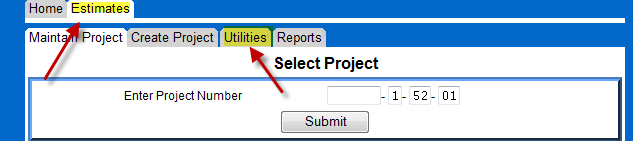 Home Estimates
Maintain Project Create Project Utilities Reports
Select Project
Enter Project Number - 1 - 52 - 01
Submit